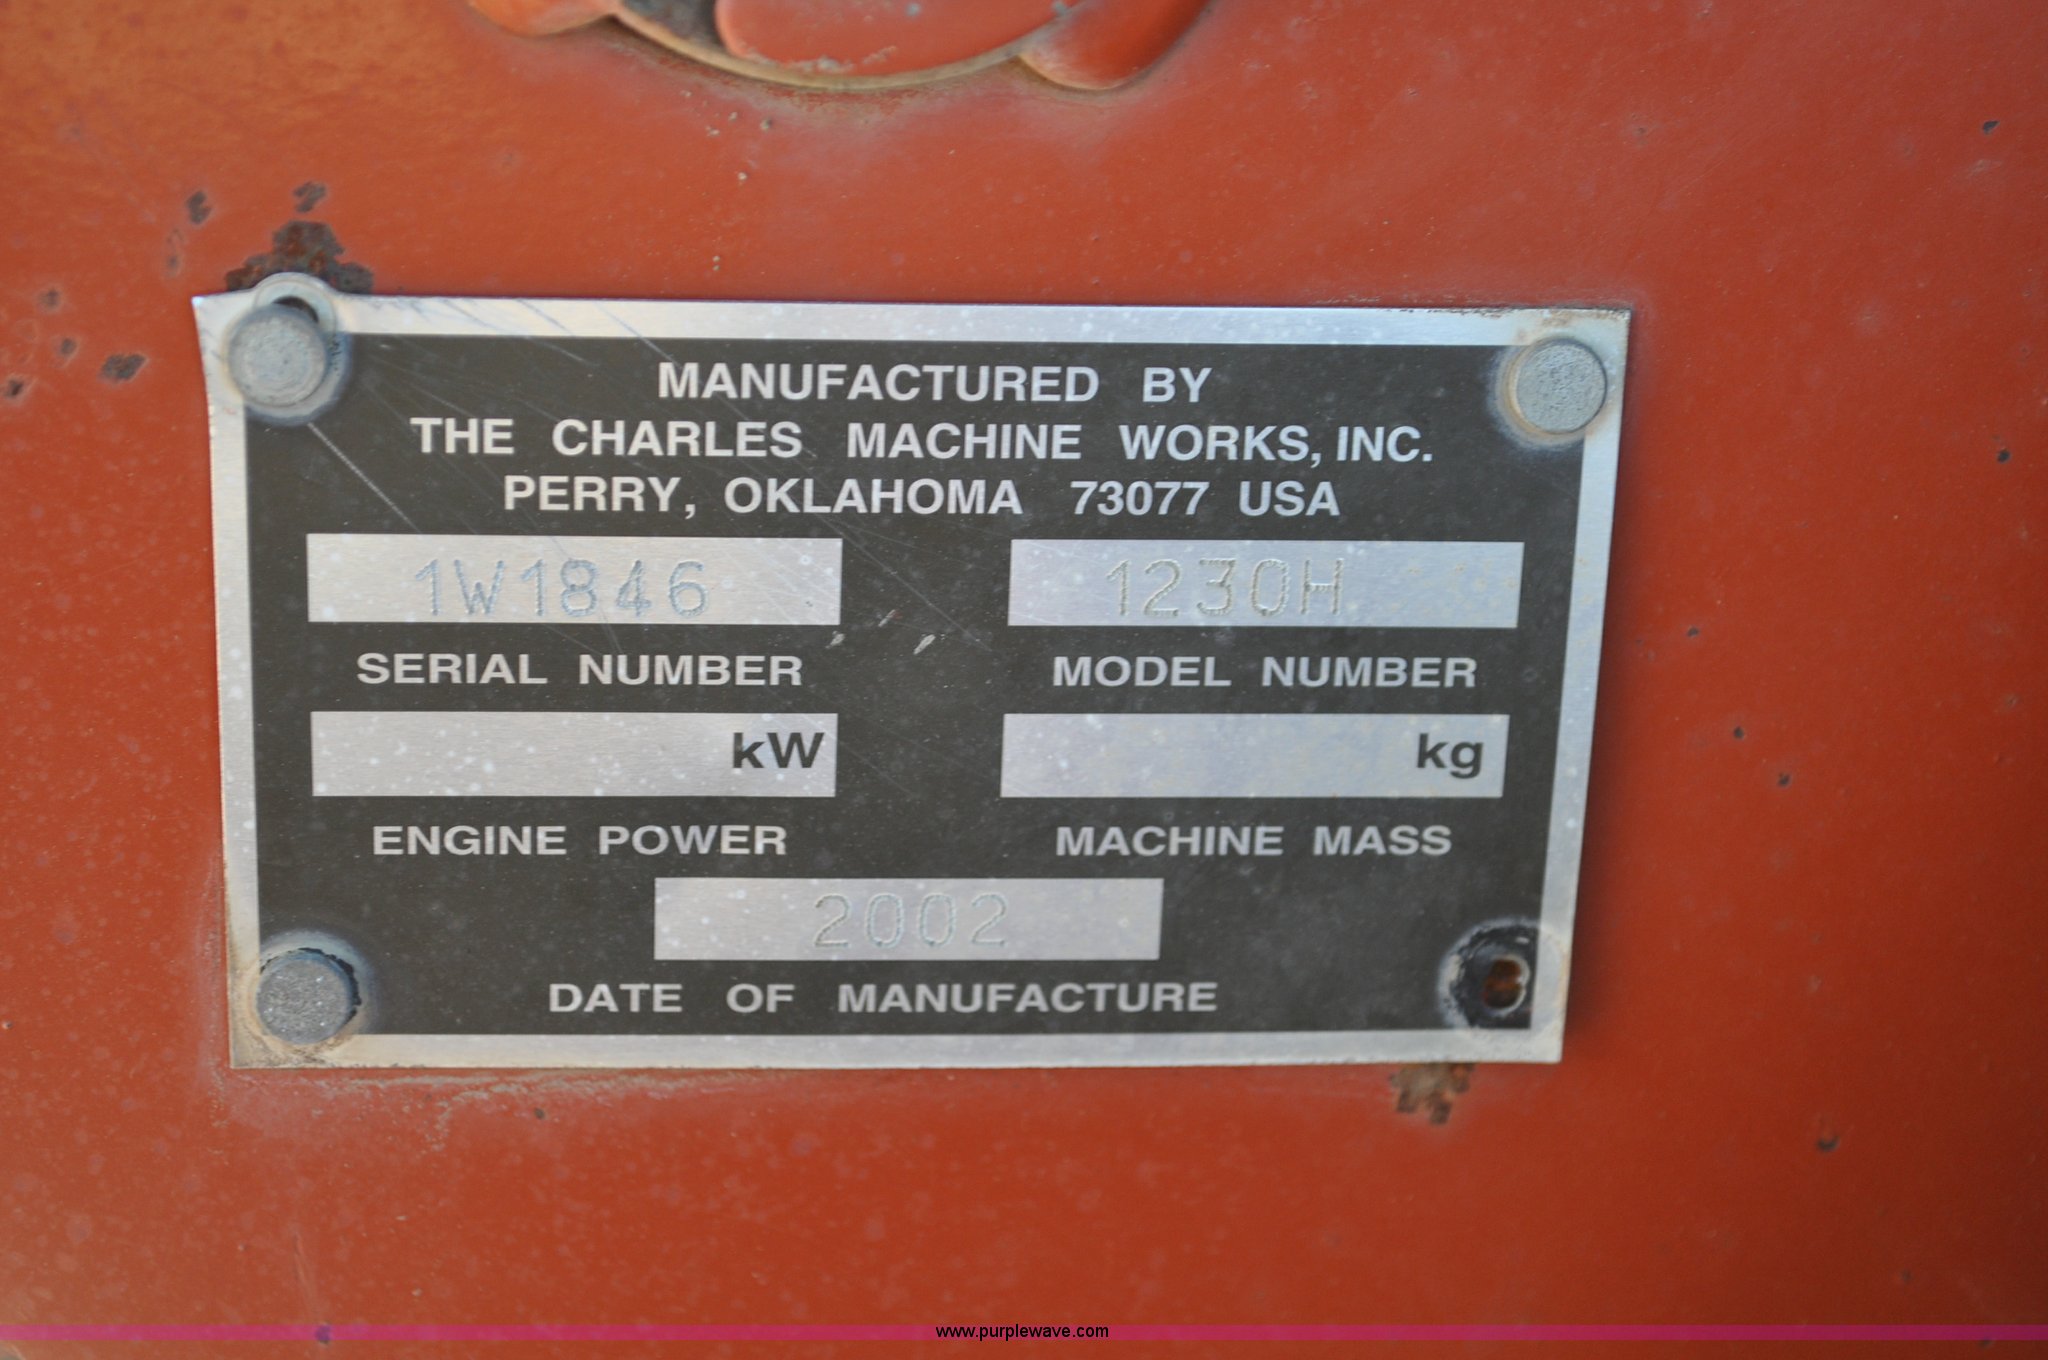 MANUFACTURED BY
THE CHARLES MACHINE WORKS, INC.
PERRY, OKLAHOMA 73077 USA
1W1846 1230H
SERIAL NUMBER MODEL NUMBER
kW kg
ENGINE POWER MACHINE MASS
2002
DATE OF MANUFACTURE
www.purplewave.com